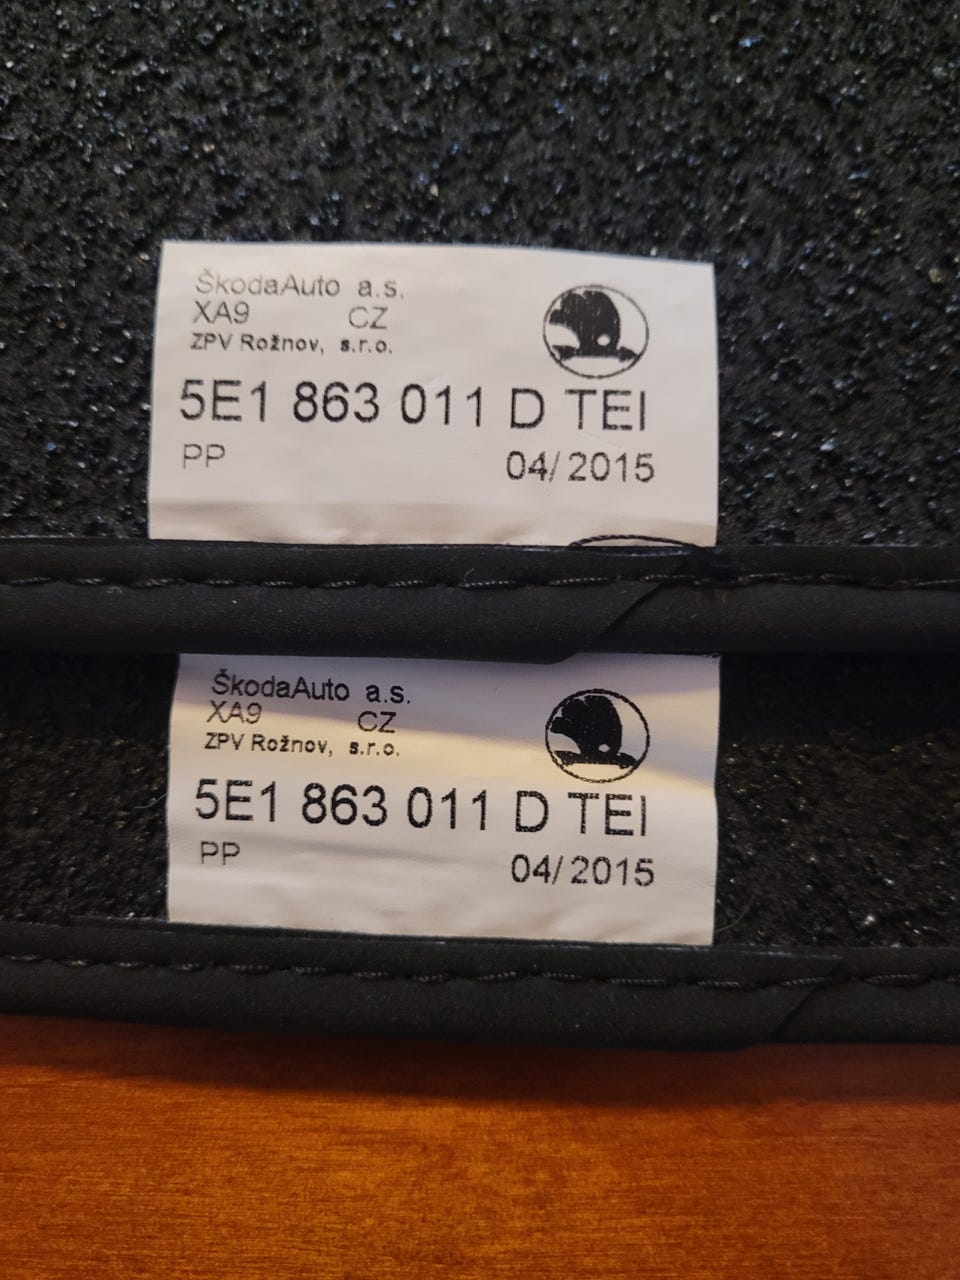 ŠkodaAuto a.s.
XA9 CZ
ZPV Rožnov, s.r.o.
5E1 863 011 D TEI
PP 04/2015
ŠkodaAuto a.s.
XA9 CZ
ZPV Rožnov, s.r.o.
5E1 863 011 D TEI
PP 04/2015